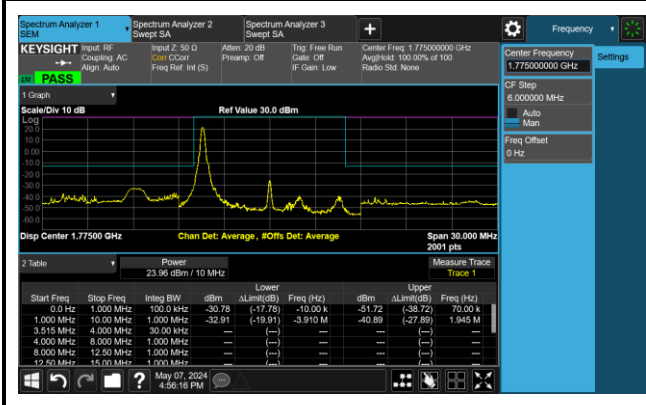 Spectrum Analyzer 1
SEM
Spectrum Analyzer 2
Swept SA
Spectrum Analyzer 3
Swept SA
+
Frequency
KEYSIGHT
Input: RF
Coupling: AC
Align: Auto
Input Z: 50 Ω
Corr CCorr
Freq Ref: Int (S)
Atten: 20 dB
Preamp: Off
Trig: Free Run
Gate: Off
IF Gain: Low
Center Freq: 1.775000000 GHz
Avg|Hold: 100.00% of 100
Radio Std: None
PASS
Center Frequency
1.775000000 GHz
Settings
CF Step
6.000000 MHz
Auto
Man
Freq Offset
0 Hz
1 Graph
Scale/Div 10 dB
Ref Value 30.0 dBm
Log
20.0
10.0
0.00
-10.0
-20.0
-30.0
-40.0
-50.0
-60.0
Disp Center 1.77500 GHz
Chan Det: Average , #Offs Det: Average
Span 30.000 MHz
2001 pts
2 Table
Power
23.96 dBm / 10 MHz
Measure Trace
Trace 1
Lower Upper
Start Freq Stop Freq Integ BW dBm ΔLimit(dB) Freq (Hz) dBm ΔLimit(dB) Freq (Hz)
0.0 Hz 1.000 MHz 100.0 kHz -30.78 (-17.78) -10.00 k -51.72 (-38.72) 70.00 k
1.000 MHz 10.00 MHz 1.000 MHz -32.91 (-19.91) -3.910 M -40.89 (-27.89) 1.945 M
3.515 MHz 4.000 MHz 30.00 kHz --- (---) --- --- (---) ---
4.000 MHz 8.000 MHz 1.000 MHz --- (---) --- --- (---) ---
8.000 MHz 12.50 MHz 1.000 MHz --- (---) --- --- (---) ---
12.50 MHz 15.00 MHz 1.000 MHz --- (---) --- --- (---) ---
?
May 07, 2024
4:56:16 PM